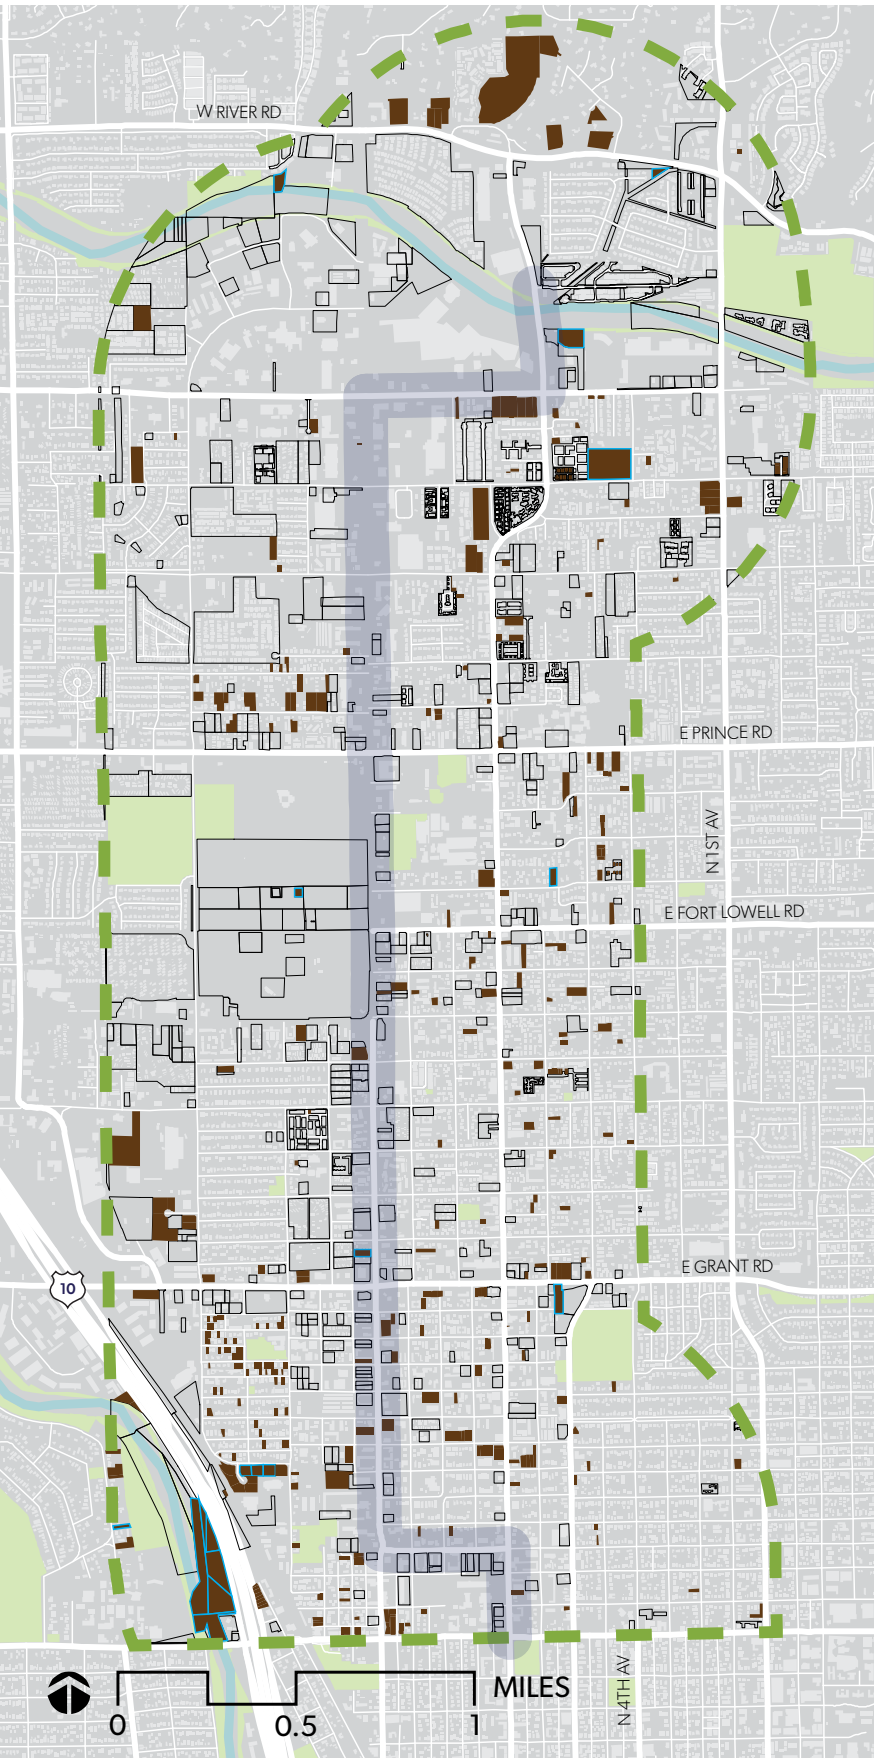 W RIVER RD
E PRINCE RD
N 1ST AV
E FORT LOWELL RD
E GRANT RD
10
MILES
0
0.5
1
N 4TH AV